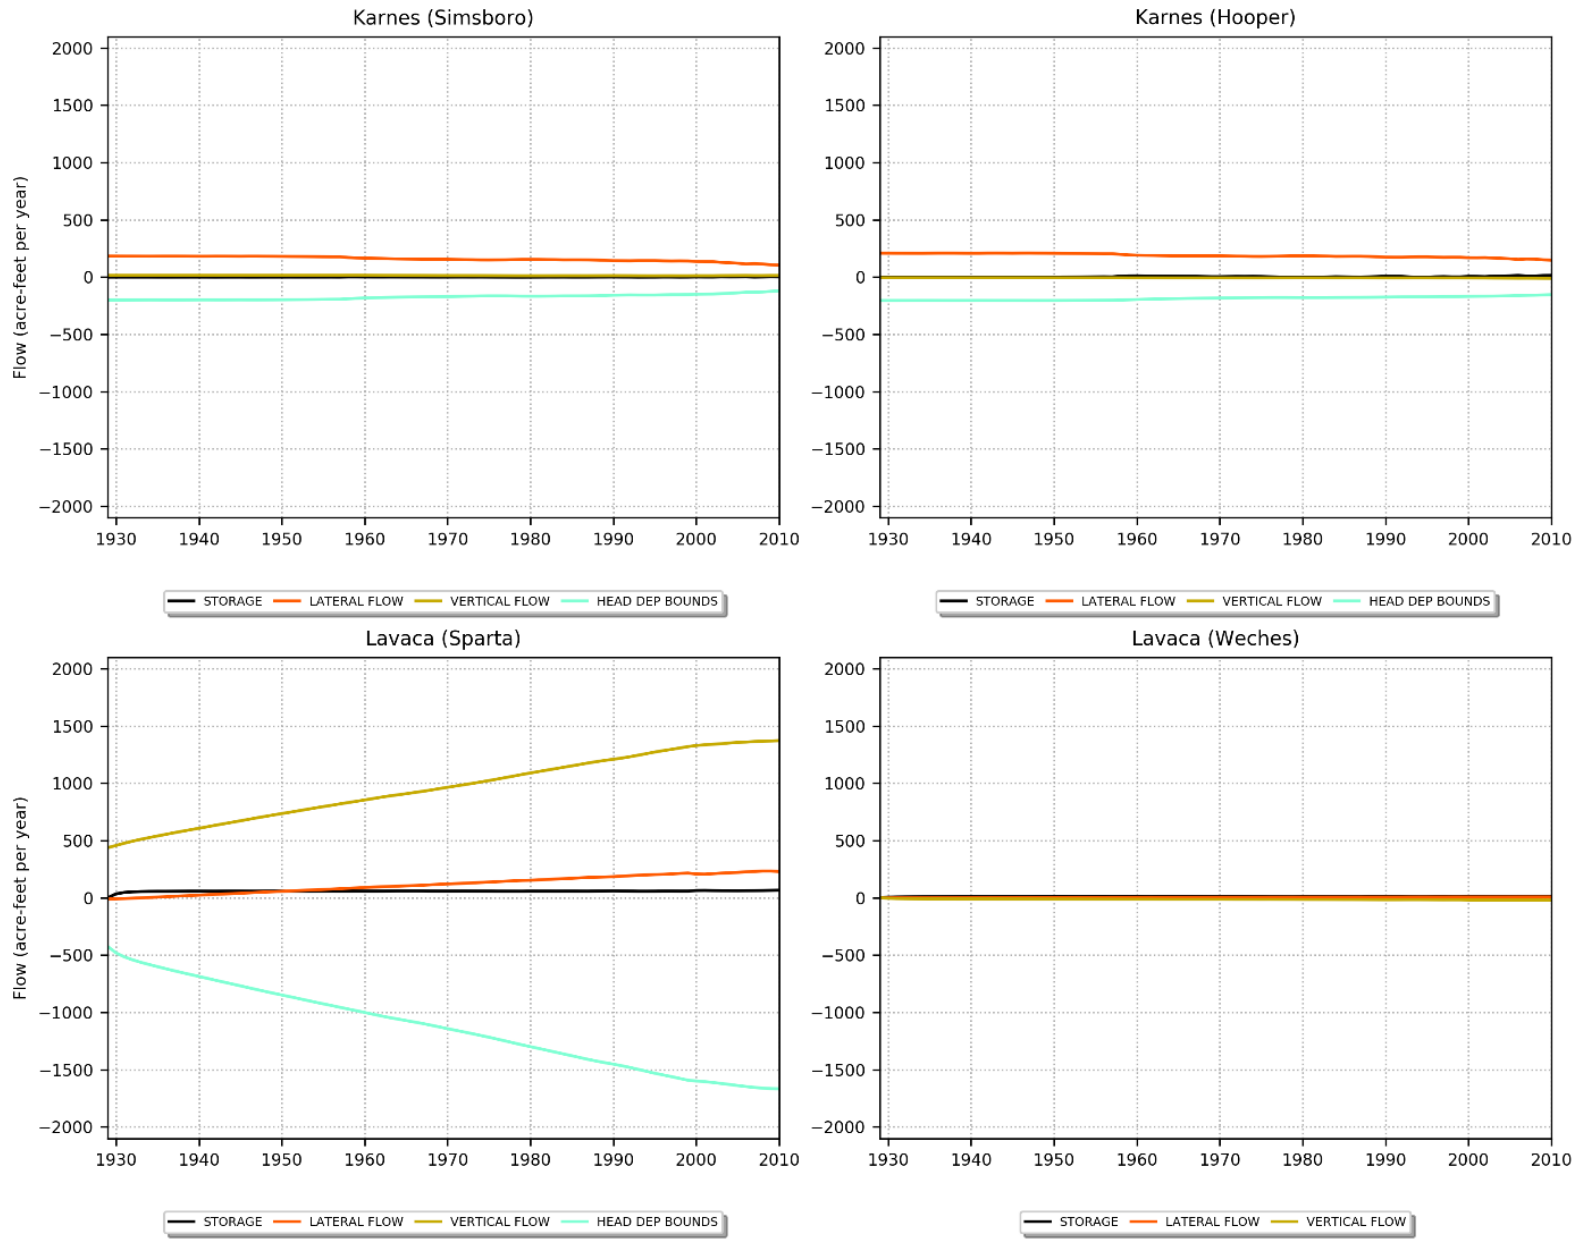 Karnes (Simsboro)
2000
1500
1000
500
0
−500
−1000
−1500
−2000
Flow (acre-feet per year)
1930 1940 1950 1960 1970 1980 1990 2000 2010
STORAGE LATERAL FLOW VERTICAL FLOW HEAD DEP BOUNDS
Karnes (Hooper)
2000
1500
1000
500
0
−500
−1000
−1500
−2000
1930 1940 1950 1960 1970 1980 1990 2000 2010
STORAGE LATERAL FLOW VERTICAL FLOW HEAD DEP BOUNDS
Lavaca (Sparta)
2000
1500
1000
500
0
−500
−1000
−1500
−2000
Flow (acre-feet per year)
1930 1940 1950 1960 1970 1980 1990 2000 2010
STORAGE LATERAL FLOW VERTICAL FLOW HEAD DEP BOUNDS
Lavaca (Weches)
2000
1500
1000
500
0
−500
−1000
−1500
−2000
1930 1940 1950 1960 1970 1980 1990 2000 2010
STORAGE LATERAL FLOW VERTICAL FLOW